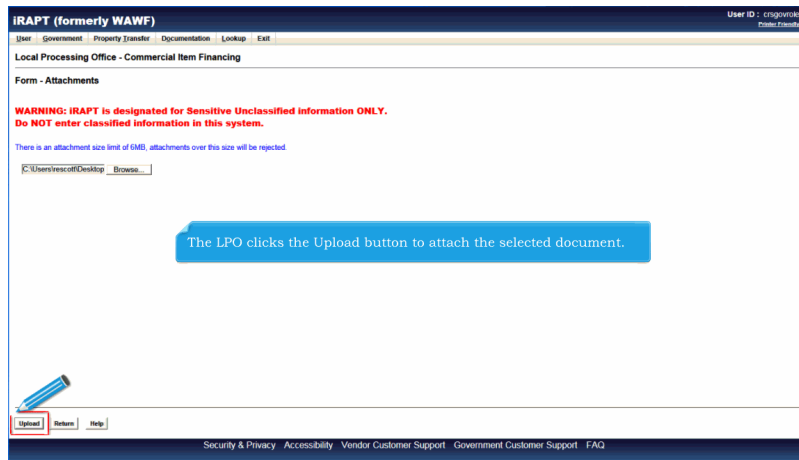 iRAPT (formerly WAWF)
User ID : crsgovrole
Printer Friendly
User Government Property Transfer Documentation Lookup Exit
Local Processing Office - Commercial Item Financing
Form - Attachments
WARNING: iRAPT is designated for Sensitive Unclassified information ONLY.
Do NOT enter classified information in this system.
There is an attachment size limit of 6MB, attachments over this size will be rejected.
C:\Users\rescott\Desktop Browse...
The LPO clicks the Upload button to attach the selected document.
Upload Return Help
Security & Privacy Accessibility Vendor Customer Support Government Customer Support FAQ